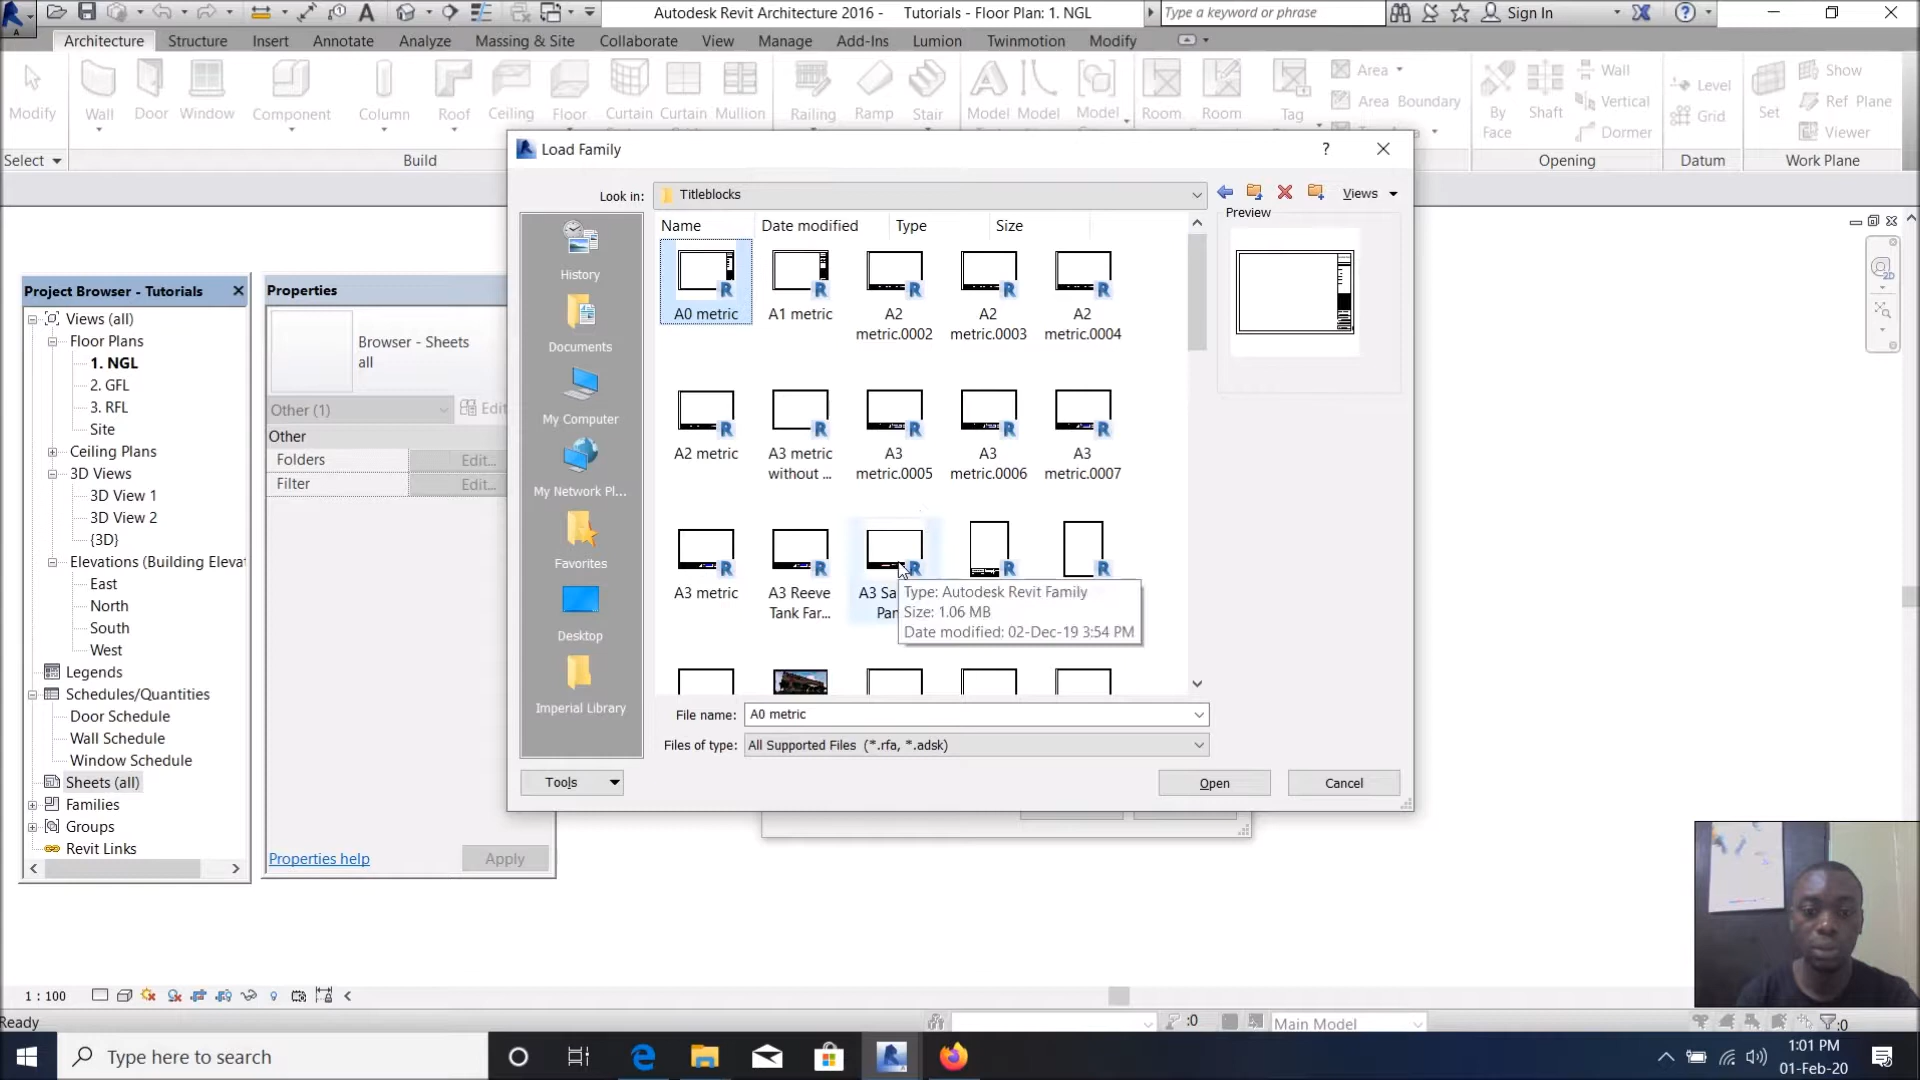 Autodesk Revit Architecture 2016 - Tutorials - Floor Plan: 1. NGL
Type a keyword or phrase
Sign In
Architecture Structure Insert Annotate Analyze Massing & Site Collaborate View Manage Add-Ins Lumion Twinmotion Modify
Modify Wall Door Window Component Column Roof Ceiling Floor Curtain Curtain Mullion Railing Ramp Stair Model Model Model Room Room Tag
Area
Area Boundary
By Face
Shaft
Wall
Vertical
Dormer
Level
Grid
Set
Show
Ref Plane
Viewer
Select Build Opening Datum Work Plane
Load Family
Look in: Titleblocks
Views
Preview
Name Date modified Type Size
History
Documents
My Computer
My Network Pl...
Favorites
Desktop
Imperial Library
A0 metric
A1 metric
A2 metric.0002
A2 metric.0003
A2 metric.0004
A2 metric
A3 metric without ...
A3 metric.0005
A3 metric.0006
A3 metric.0007
A3 metric
A3 Reeve Tank Far...
A3 Sa
Type: Autodesk Revit Family
Size: 1.06 MB
Date modified: 02-Dec-19 3:54 PM
File name: A0 metric
Files of type: All Supported Files (*.rfa, *.adsk)
Tools
Open
Cancel
Project Browser - Tutorials
Views (all)
Floor Plans
1. NGL
2. GFL
3. RFL
Site
Ceiling Plans
3D Views
3D View 1
3D View 2
{3D}
Elevations (Building Elevat
East
North
South
West
Legends
Schedules/Quantities
Door Schedule
Wall Schedule
Window Schedule
Sheets (all)
Families
Groups
Revit Links
Properties
Browser - Sheets
all
Other (1)
Edit
Other
Folders Edit...
Filter Edit...
Properties help
Apply
1 : 100
Ready
:0
Main Model
:0
Type here to search
1:01 PM
01-Feb-20